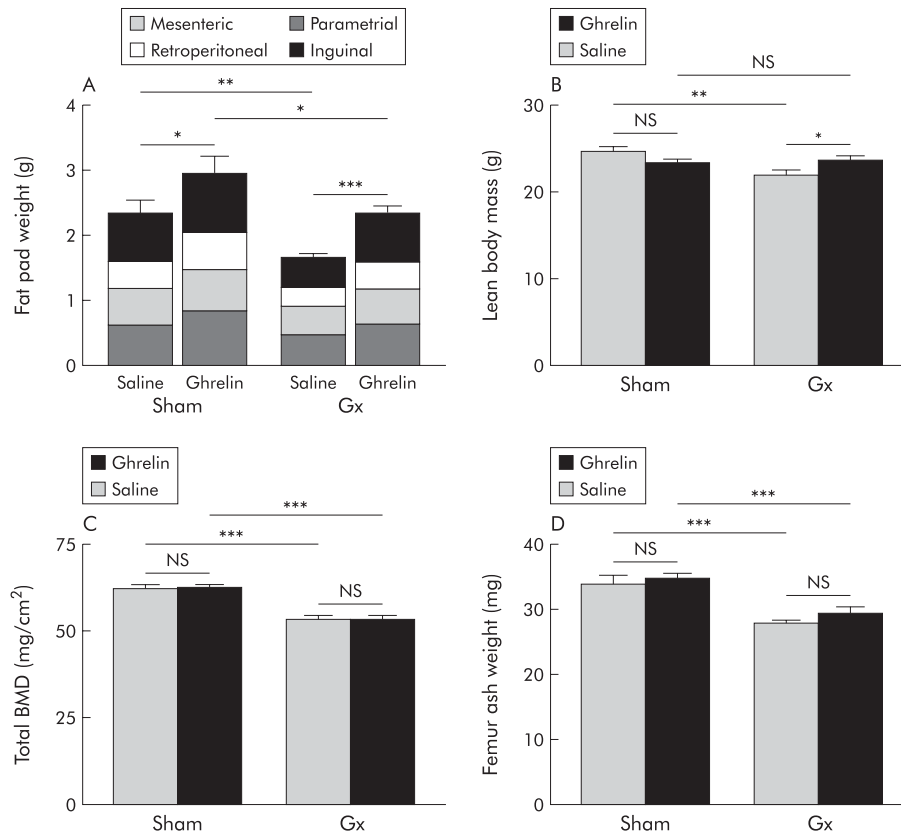 Mesenteric Parametrial
Retroperitoneal Inguinal
A
**
*
*
***
Fat pad weight (g)
4
3
2
1
0
Saline Ghrelin Saline Ghrelin
Sham Gx
Ghrelin
Saline
B
NS
**
NS
*
Lean body mass (g)
30
20
10
0
Sham Gx
Ghrelin
Saline
C
***
***
NS
NS
Total BMD (mg/cm²)
75
50
25
0
Sham Gx
Ghrelin
Saline
D
***
***
NS
NS
Femur ash weight (mg)
40
30
20
10
0
Sham Gx